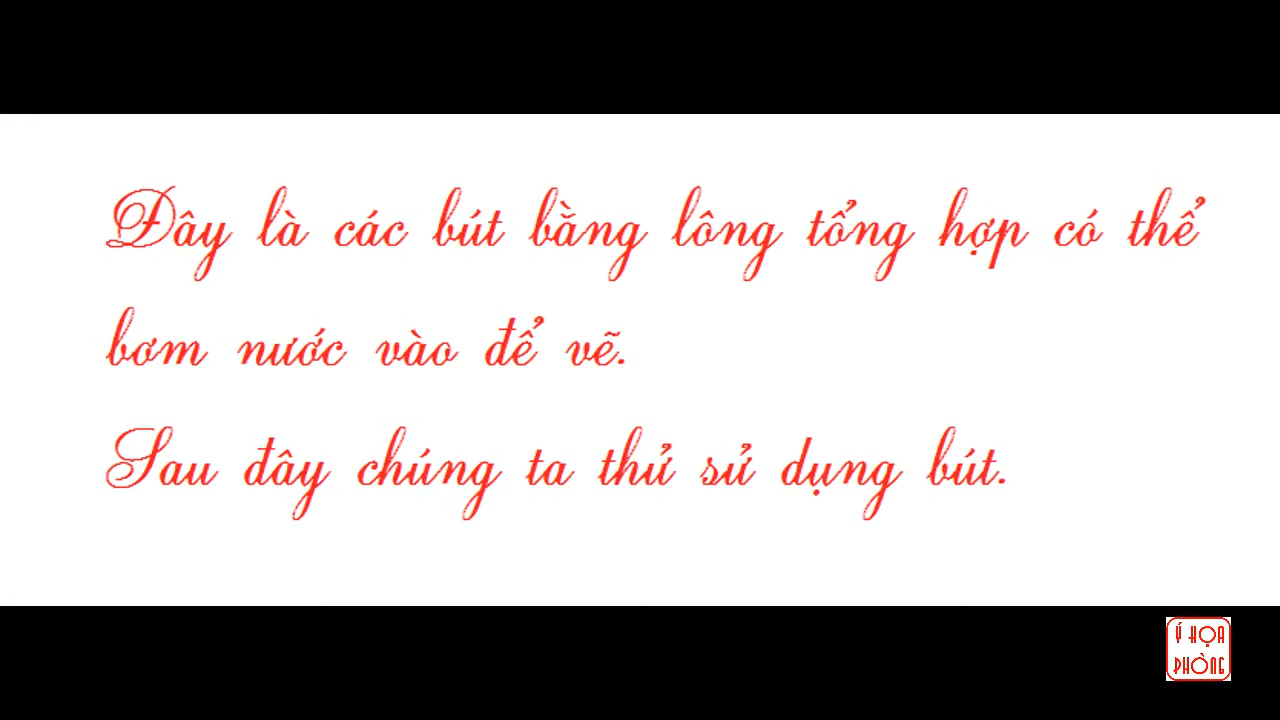 Đây là các bút bằng lông tổng hợp có thể
bơm nước vào để vẽ.
Sau đây chúng ta thử sử dụng bút.
Ý HỌA
PHÒNG